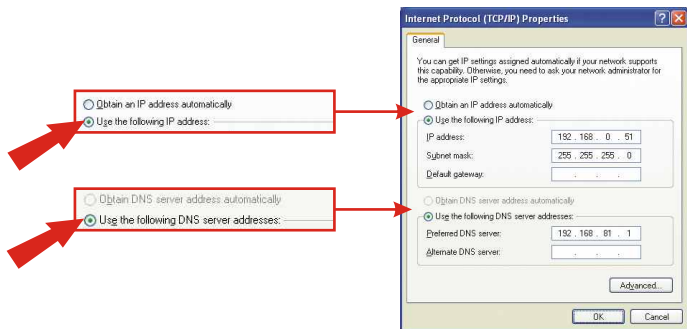 Obtain an IP address automatically
Use the following IP address:
Obtain DNS server address automatically
Use the following DNS server addresses:
Internet Protocol (TCP/IP) Properties
General
You can get IP settings assigned automatically if your network supports
this capability. Otherwise, you need to ask your network administrator for
the appropriate IP settings.
Obtain an IP address automatically
Use the following IP address:
IP address: 192 . 168 . 0 . 51
Subnet mask: 255 . 255 . 255 . 0
Default gateway: . . .
Obtain DNS server address automatically
Use the following DNS server addresses:
Preferred DNS server: 192 . 168 . 81 . 1
Alternate DNS server: . . .
Advanced...
OK Cancel